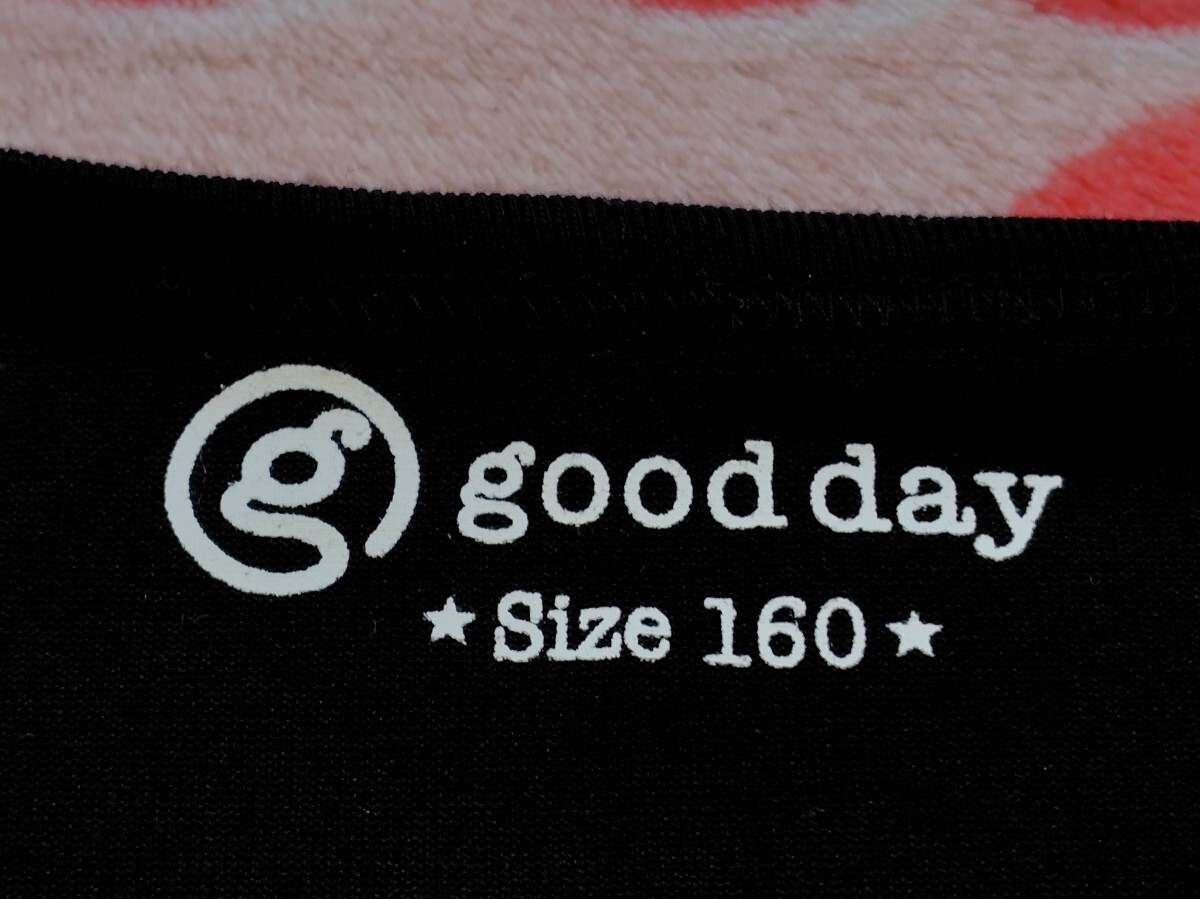 g good day
★ Size 160 ★